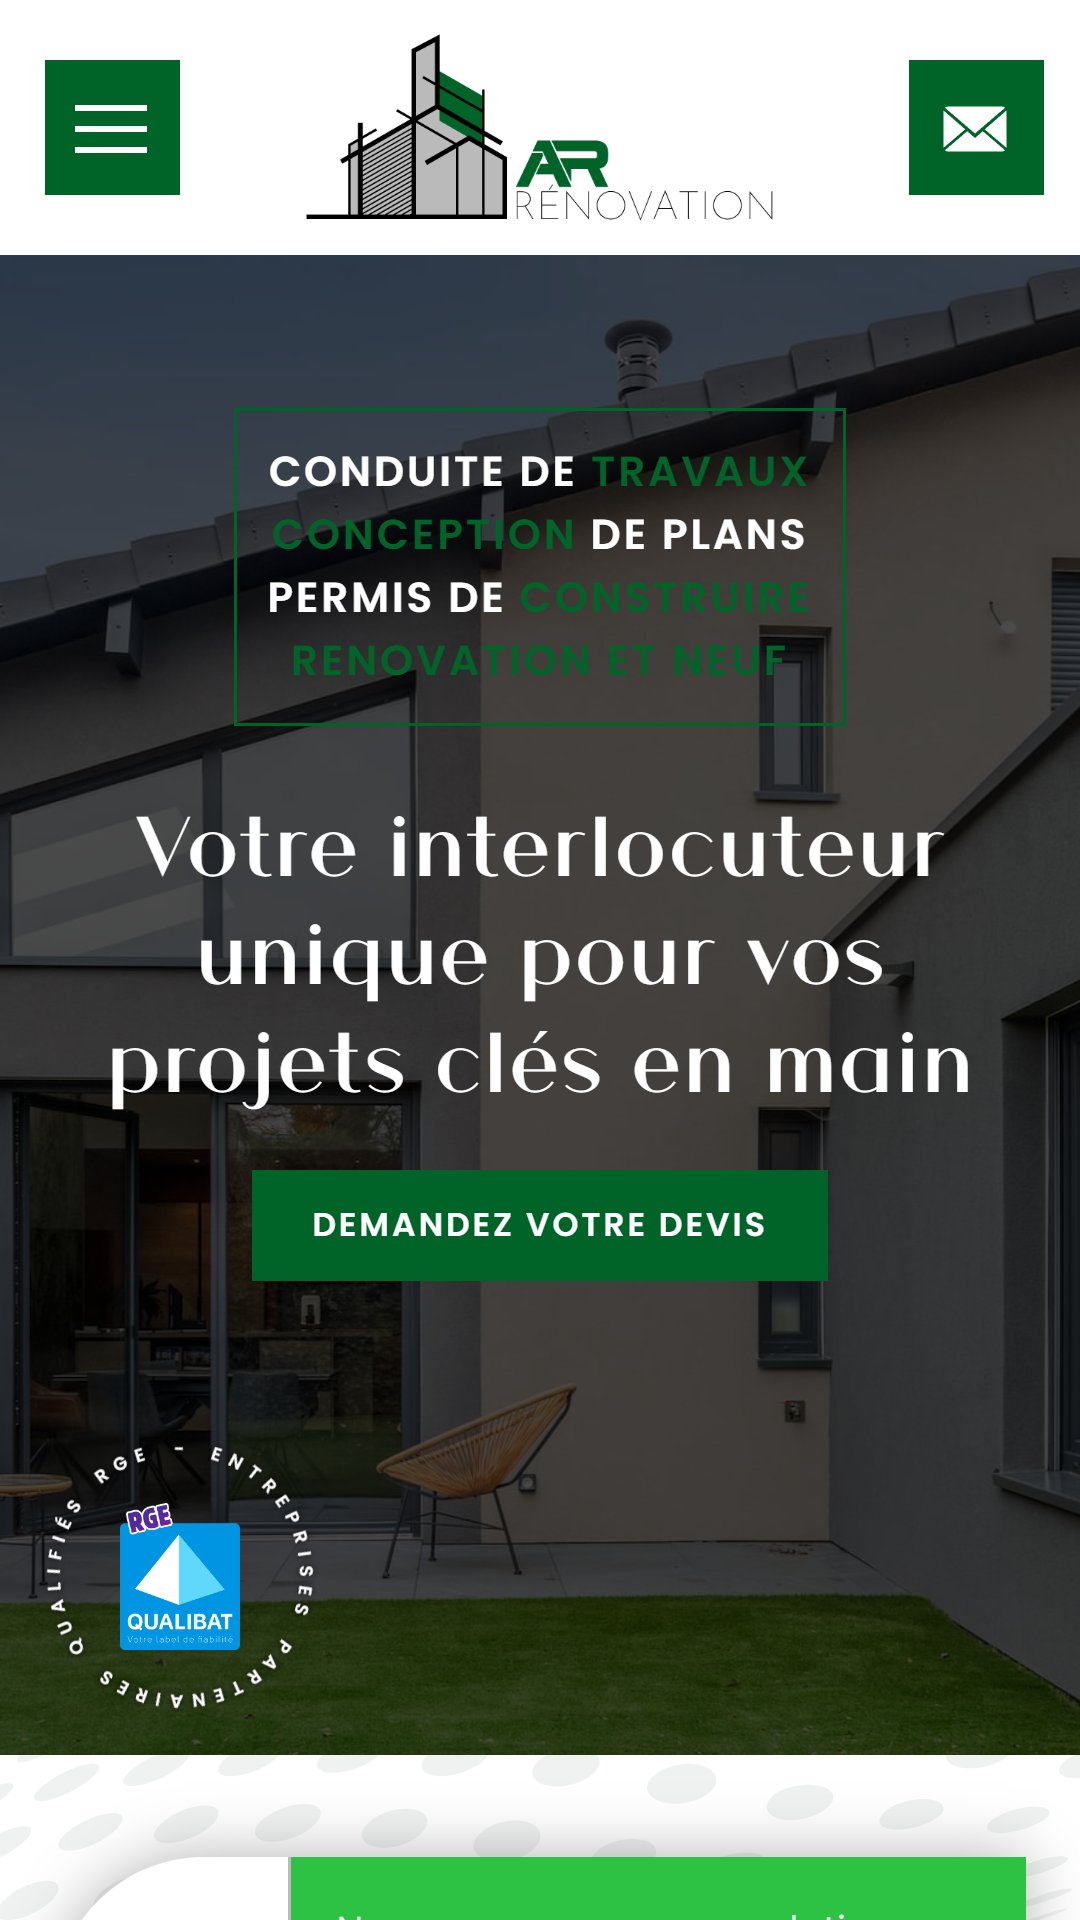 AR
RÉNOVATION
CONDUITE DE TRAVAUX
CONCEPTION DE PLANS
PERMIS DE CONSTRUIRE
RENOVATION ET NEUF
Votre interlocuteur
unique pour vos
projets clés en main
DEMANDEZ VOTRE DEVIS
ENTREPRISES PARTENAIRES QUALIFIÉS RGE -
RGE
QUALIBAT
Votre label de fiabilité